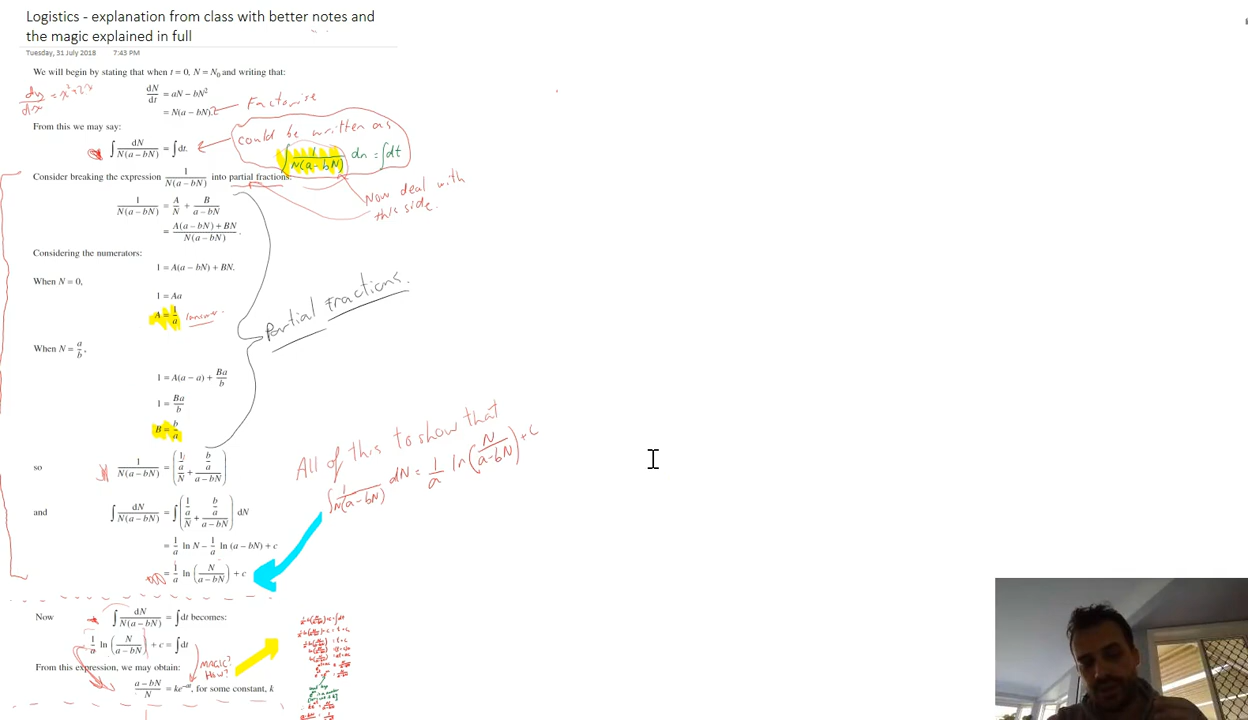 Logistics - explanation from class with better notes and
the magic explained in full
Tuesday, 31 July 2018 7:43 PM
We will begin by stating that when t = 0, N = N₀ and writing that:
dy/dx = x²+2x
dN/dt = aN − bN²
= N(a − bN). Factorise
From this we may say:
∫ dN/N(a − bN) = ∫dt.
could be written as
∫ 1/N(a−bN) dn = ∫dt
Consider breaking the expression 1/N(a − bN) into partial fractions:
Now deal with
this side.
1/N(a − bN) = A/N + B/(a − bN)
= A(a − bN) + BN/N(a − bN).
Considering the numerators:
1 = A(a − bN) + BN.
When N = 0,
1 = Aa
A = 1/a
Partial Fractions.
When N = a/b,
1 = A(a − a) + Ba/b
1 = Ba/b
B = b/a
All of this to show that
∫ 1/N(a−bN) dN = 1/a ln(N/(a−bN)) + c
so 1/N(a − bN) = ((1/a)/N + (b/a)/(a − bN))
and ∫ dN/N(a − bN) = ∫((1/a)/N + (b/a)/(a − bN)) dN
= 1/a ln N − 1/a ln (a − bN) + c
= 1/a ln (N/(a − bN)) + c
Now ∫ dN/N(a − bN) = ∫dt becomes:
1/a ln (N/(a − bN)) + c = ∫dt
From this expression, we may obtain:
MAGIC?
How?
(a − bN)/N = ke⁻ᵃᵗ, for some constant, k